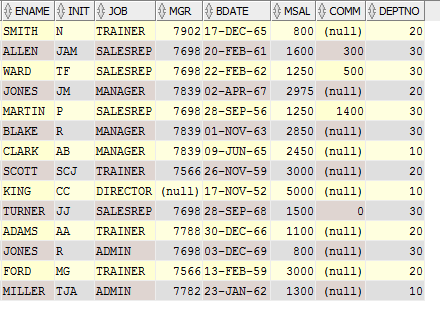 ENAME INIT JOB MGR BDATE MSAL COMM DEPTNO
SMITH N TRAINER 7902 17-DEC-65 800 (null) 20
ALLEN JAM SALESREP 7698 20-FEB-61 1600 300 30
WARD TF SALESREP 7698 22-FEB-62 1250 500 30
JONES JM MANAGER 7839 02-APR-67 2975 (null) 20
MARTIN P SALESREP 7698 28-SEP-56 1250 1400 30
BLAKE R MANAGER 7839 01-NOV-63 2850 (null) 30
CLARK AB MANAGER 7839 09-JUN-65 2450 (null) 10
SCOTT SCJ TRAINER 7566 26-NOV-59 3000 (null) 20
KING CC DIRECTOR (null) 17-NOV-52 5000 (null) 10
TURNER JJ SALESREP 7698 28-SEP-68 1500 0 30
ADAMS AA TRAINER 7788 30-DEC-66 1100 (null) 20
JONES R ADMIN 7698 03-DEC-69 800 (null) 30
FORD MG TRAINER 7566 13-FEB-59 3000 (null) 20
MILLER TJA ADMIN 7782 23-JAN-62 1300 (null) 10